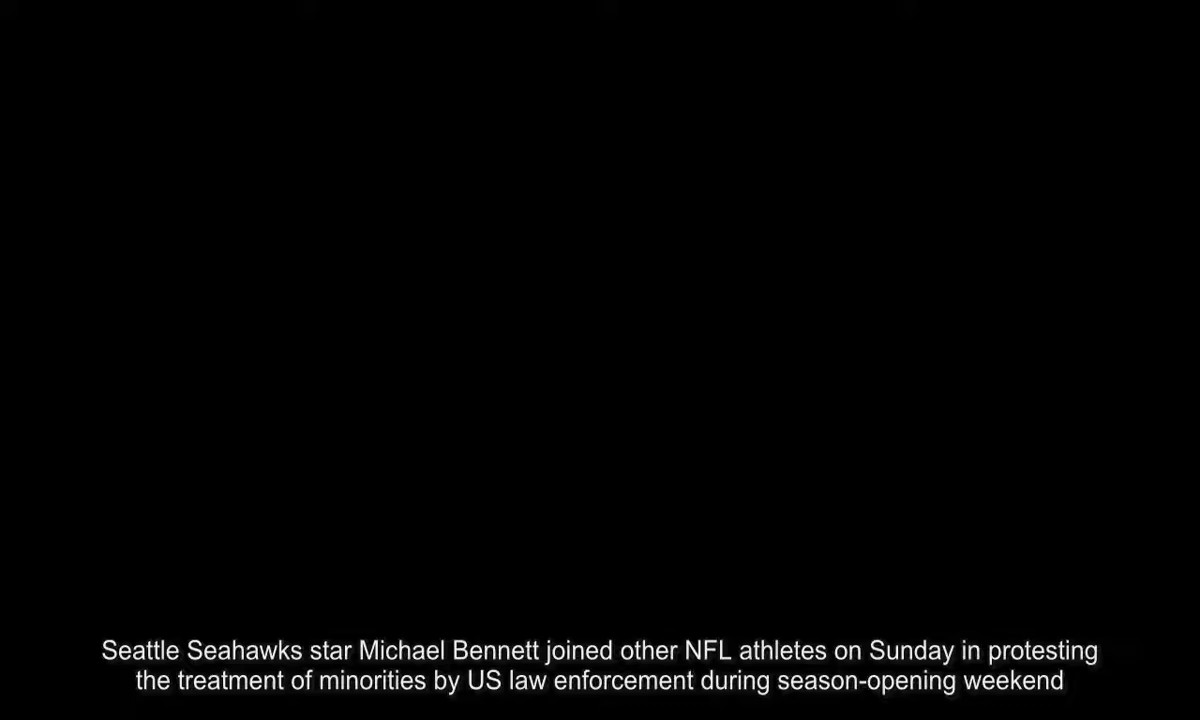 Seattle Seahawks star Michael Bennett joined other NFL athletes on Sunday in protesting
the treatment of minorities by US law enforcement during season-opening weekend